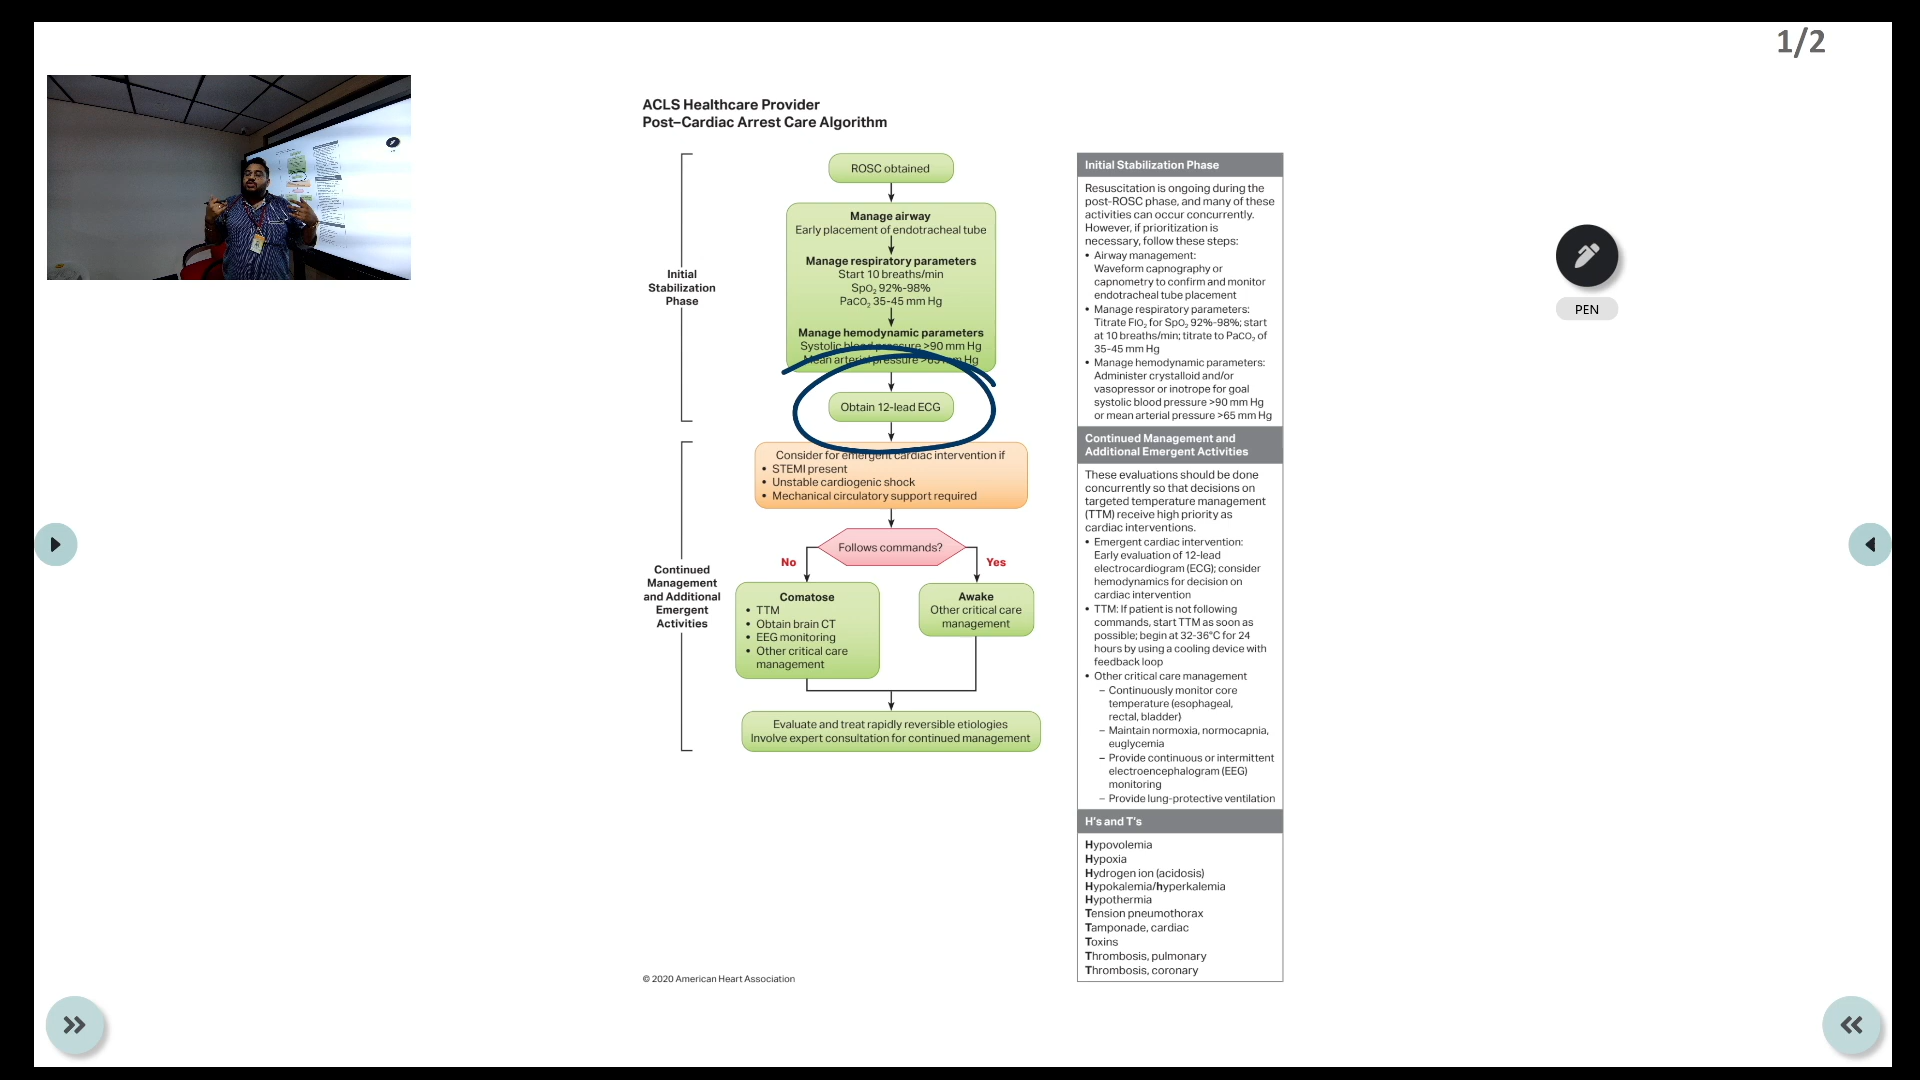 1/2
ACLS Healthcare Provider
Post–Cardiac Arrest Care Algorithm
Initial
Stabilization
Phase
ROSC obtained
Manage airway
Early placement of endotracheal tube
Manage respiratory parameters
Start 10 breaths/min
SpO₂ 92%-98%
PaCO₂ 35-45 mm Hg
Manage hemodynamic parameters
Systolic blood pressure >90 mm Hg
Mean arterial pressure >65 mm Hg
Obtain 12-lead ECG
Continued
Management
and Additional
Emergent
Activities
Consider for emergent cardiac intervention if
• STEMI present
• Unstable cardiogenic shock
• Mechanical circulatory support required
Follows commands?
No
Yes
Comatose
• TTM
• Obtain brain CT
• EEG monitoring
• Other critical care
management
Awake
Other critical care
management
Evaluate and treat rapidly reversible etiologies
Involve expert consultation for continued management
Initial Stabilization Phase
Resuscitation is ongoing during the
post-ROSC phase, and many of these
activities can occur concurrently.
However, if prioritization is
necessary, follow these steps:
• Airway management:
Waveform capnography or
capnometry to confirm and monitor
endotracheal tube placement
• Manage respiratory parameters:
Titrate FIO₂ for SpO₂ 92%-98%; start
at 10 breaths/min; titrate to PaCO₂ of
35-45 mm Hg
• Manage hemodynamic parameters:
Administer crystalloid and/or
vasopressor or inotrope for goal
systolic blood pressure >90 mm Hg
or mean arterial pressure >65 mm Hg
Continued Management and
Additional Emergent Activities
These evaluations should be done
concurrently so that decisions on
targeted temperature management
(TTM) receive high priority as
cardiac interventions.
• Emergent cardiac intervention:
Early evaluation of 12-lead
electrocardiogram (ECG); consider
hemodynamics for decision on
cardiac intervention
• TTM: If patient is not following
commands, start TTM as soon as
possible; begin at 32-36°C for 24
hours by using a cooling device with
feedback loop
• Other critical care management
– Continuously monitor core
temperature (esophageal,
rectal, bladder)
– Maintain normoxia, normocapnia,
euglycemia
– Provide continuous or intermittent
electroencephalogram (EEG)
monitoring
– Provide lung-protective ventilation
H's and T's
Hypovolemia
Hypoxia
Hydrogen ion (acidosis)
Hypokalemia/hyperkalemia
Hypothermia
Tension pneumothorax
Tamponade, cardiac
Toxins
Thrombosis, pulmonary
Thrombosis, coronary
© 2020 American Heart Association
PEN